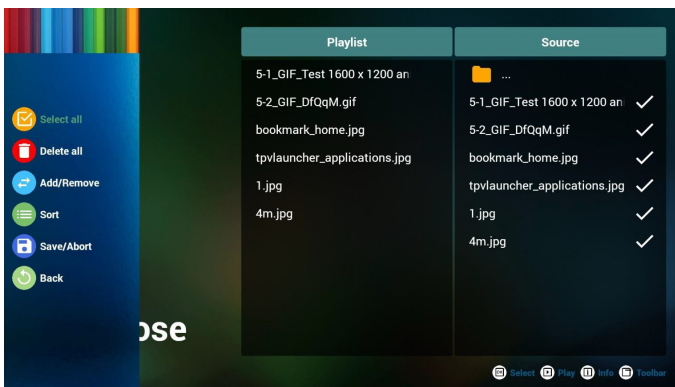 Select all
Delete all
Add/Remove
Sort
Save/Abort
Back
ose
Playlist
5-1_GIF_Test 1600 x 1200 an
5-2_GIF_DfQqM.gif
bookmark_home.jpg
tpvlauncher_applications.jpg
1.jpg
4m.jpg
Source
...
5-1_GIF_Test 1600 x 1200 an
5-2_GIF_DfQqM.gif
bookmark_home.jpg
tpvlauncher_applications.jpg
1.jpg
4m.jpg
Select Play Info Toolbar